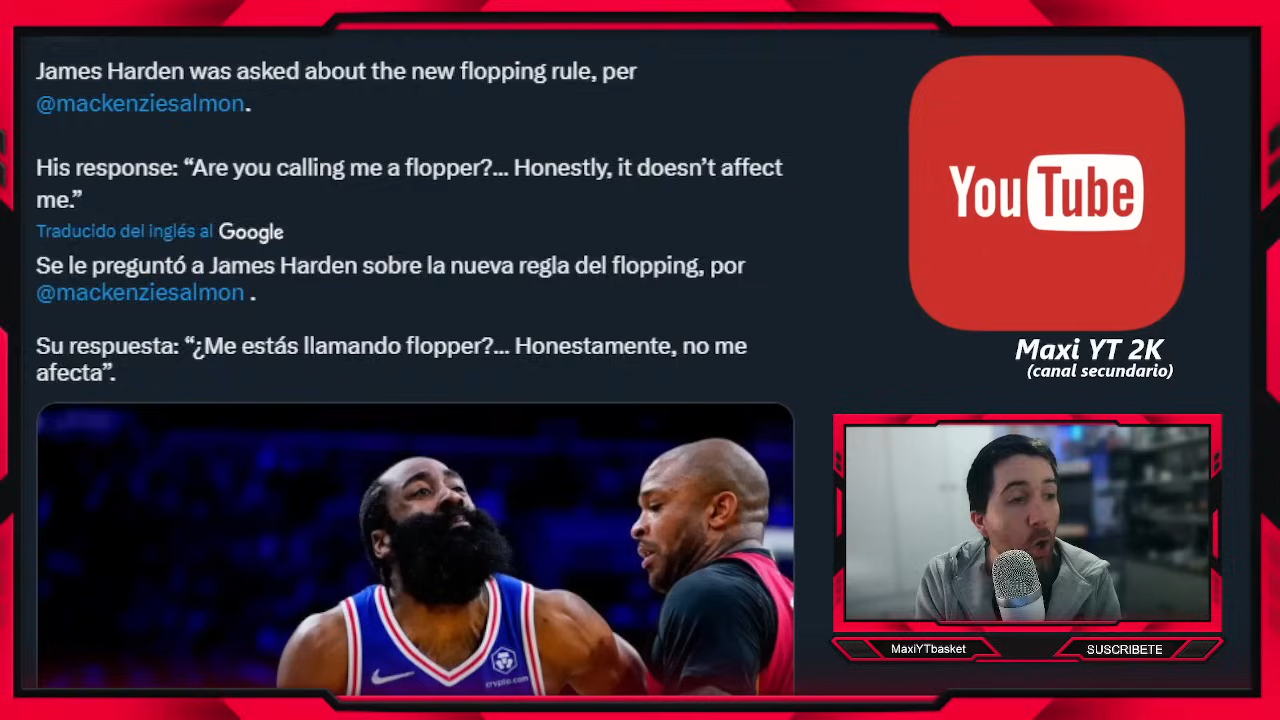 James Harden was asked about the new flopping rule, per
@mackenziesalmon.
His response: “Are you calling me a flopper?... Honestly, it doesn’t affect
me.”
Traducido del inglés al Google
Se le preguntó a James Harden sobre la nueva regla del flopping, por
@mackenziesalmon .
Su respuesta: “¿Me estás llamando flopper?... Honestamente, no me
afecta”.
crypto.com
YouTube
Maxi YT 2K
(canal secundario)
MaxiYTbasket
SUSCRIBETE